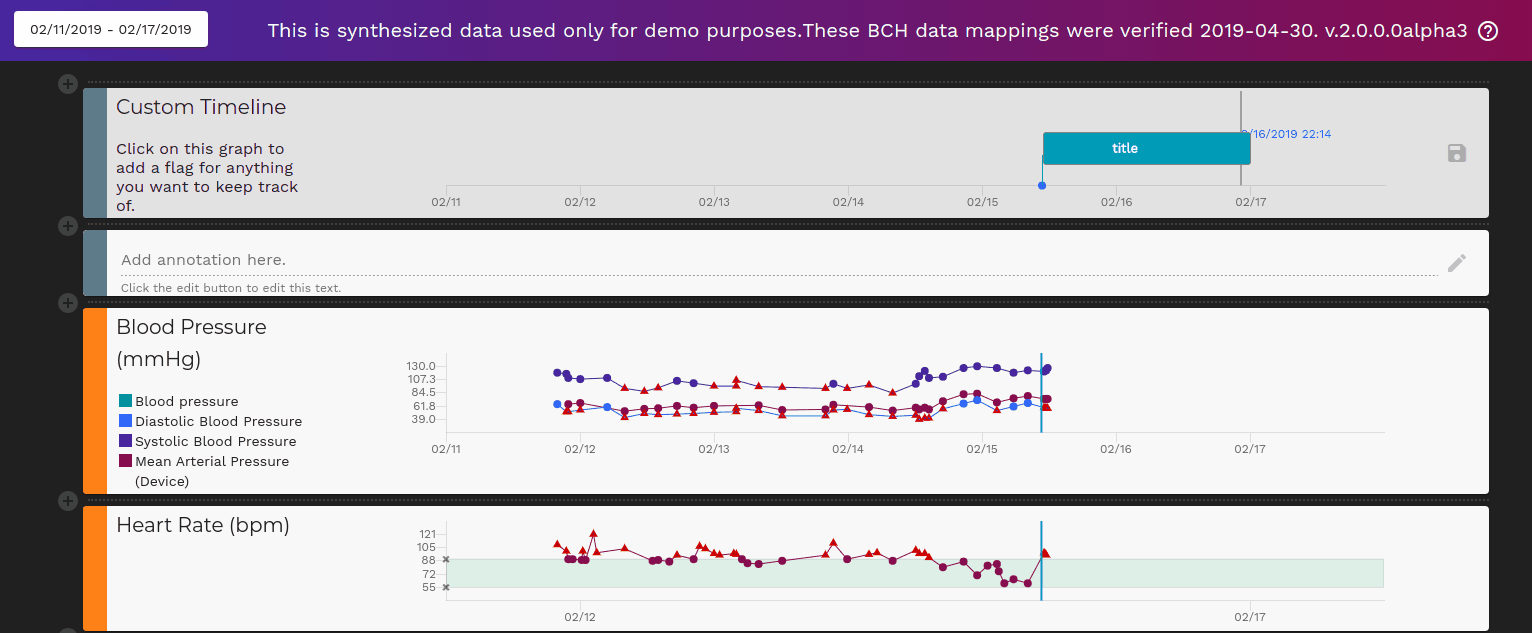 02/11/2019 - 02/17/2019
This is synthesized data used only for demo purposes.These BCH data mappings were verified 2019-04-30. v.2.0.0.0alpha3
Custom Timeline
Click on this graph to
add a flag for anything
you want to keep track
of.
/16/2019 22:14
title
02/11 02/12 02/13 02/14 02/15 02/16 02/17
Add annotation here.
Click the edit button to edit this text.
Blood Pressure
(mmHg)
Blood pressure
Diastolic Blood Pressure
Systolic Blood Pressure
Mean Arterial Pressure
(Device)
130.0
107.3
84.5
61.8
39.0
02/11 02/12 02/13 02/14 02/15 02/16 02/17
Heart Rate (bpm)
121
105
88
72
55
02/12 02/17